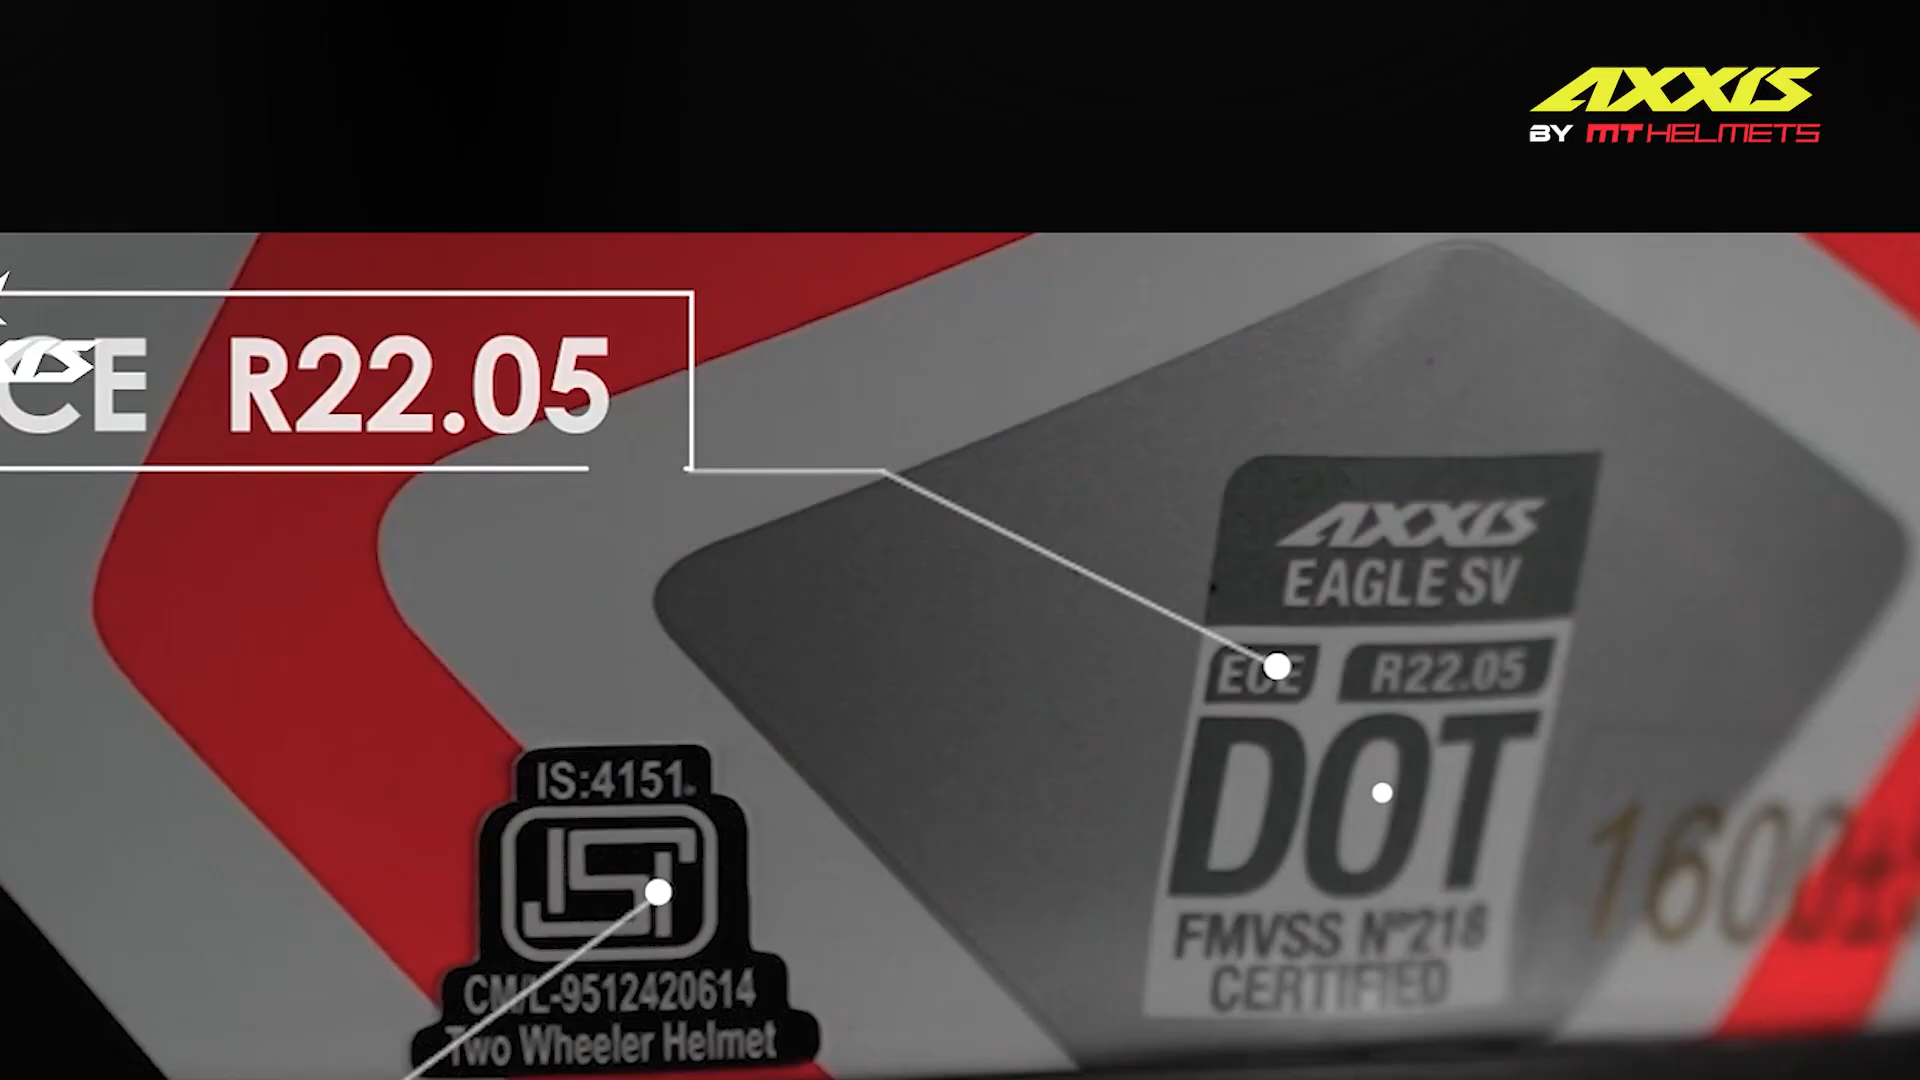 AXXIS
BY MT HELMETS
CE R22.05
AXXIS
EAGLE SV
ECE R22.05
DOT
FMVSS Nº218
CERTIFIED
IS:4151
ISI
CM/L-9512420614
Two Wheeler Helmet